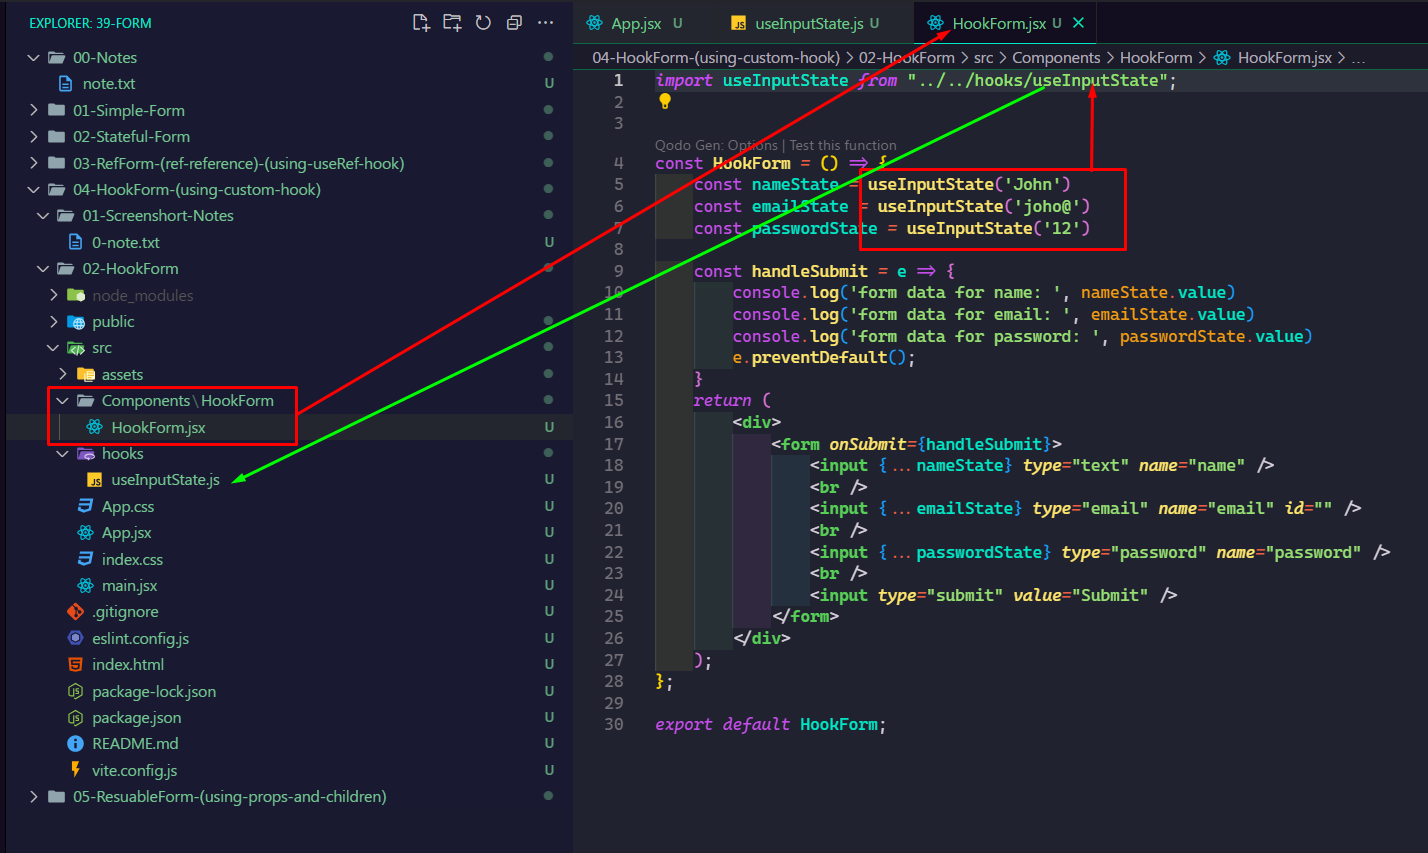 EXPLORER: 39-FORM
00-Notes
note.txt U
01-Simple-Form
02-Stateful-Form
03-RefForm-(ref-reference)-(using-useRef-hook)
04-HookForm-(using-custom-hook)
01-Screenshort-Notes
0-note.txt U
02-HookForm
node_modules
public
src
assets
Components\HookForm
HookForm.jsx U
hooks
useInputState.js U
App.css U
App.jsx U
index.css U
main.jsx U
.gitignore U
eslint.config.js U
index.html U
package-lock.json U
package.json U
README.md U
vite.config.js U
05-ResuableForm-(using-props-and-children)
App.jsx U useInputState.js U HookForm.jsx U
04-HookForm-(using-custom-hook) > 02-HookForm > src > Components > HookForm > HookForm.jsx > ...
1 import useInputState from "../../hooks/useInputState";
2
3
Qodo Gen: Options | Test this function
4 const HookForm = () => {
5 const nameState = useInputState('John')
6 const emailState = useInputState('joho@')
7 const passwordState = useInputState('12')
8
9 const handleSubmit = e => {
10 console.log('form data for name: ', nameState.value)
11 console.log('form data for email: ', emailState.value)
12 console.log('form data for password: ', passwordState.value)
13 e.preventDefault();
14 }
15 return (
16 <div>
17 <form onSubmit={handleSubmit}>
18 <input {...nameState} type="text" name="name" />
19 <br />
20 <input {...emailState} type="email" name="email" id="" />
21 <br />
22 <input {...passwordState} type="password" name="password" />
23 <br />
24 <input type="submit" value="Submit" />
25 </form>
26 </div>
27 );
28 };
29
30 export default HookForm;